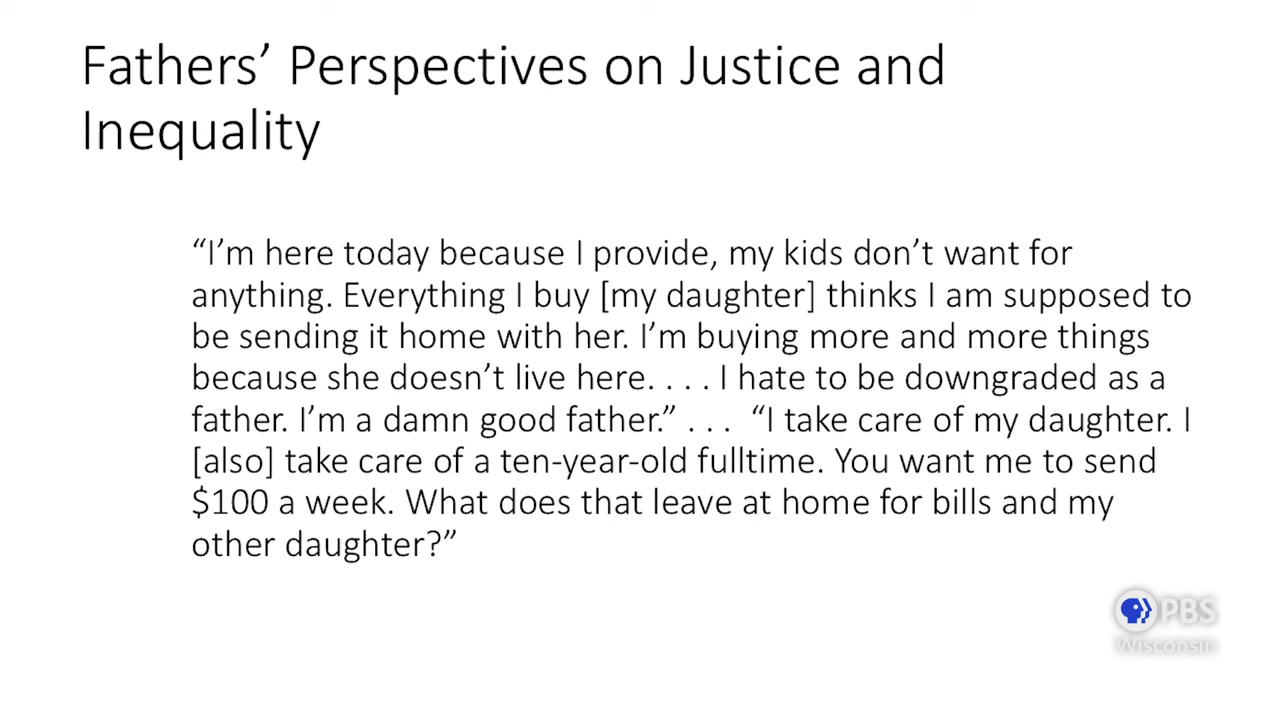 Fathers’ Perspectives on Justice and
Inequality
“I’m here today because I provide, my kids don’t want for
anything. Everything I buy [my daughter] thinks I am supposed to
be sending it home with her. I’m buying more and more things
because she doesn’t live here. . . . I hate to be downgraded as a
father. I’m a damn good father.” . . .  “I take care of my daughter. I
[also] take care of a ten-year-old fulltime. You want me to send
$100 a week. What does that leave at home for bills and my
other daughter?”
PBS
Wisconsin